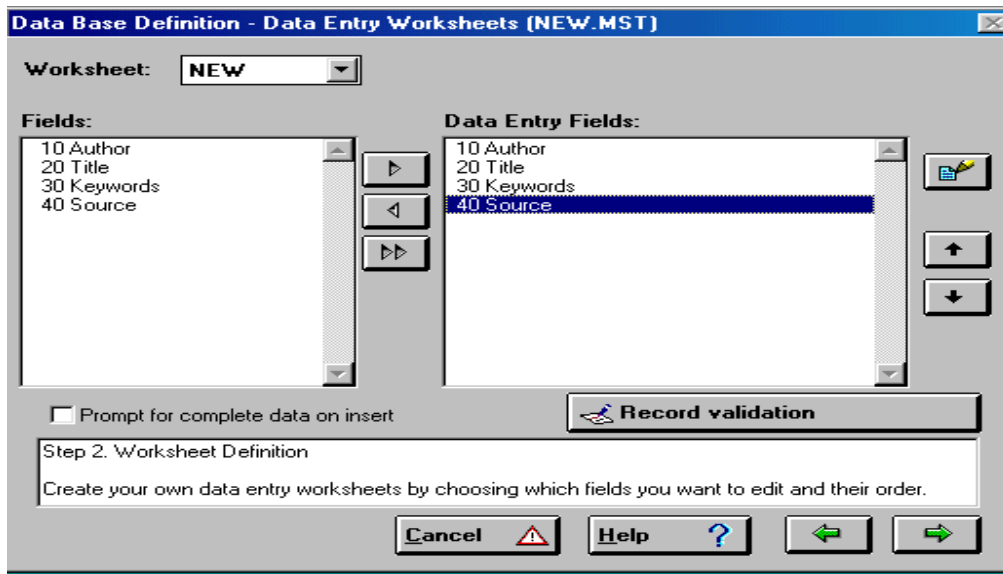 Data Base Definition - Data Entry Worksheets (NEW.MST)
Worksheet: NEW
Fields:
10 Author
20 Title
30 Keywords
40 Source
Data Entry Fields:
10 Author
20 Title
30 Keywords
40 Source
Prompt for complete data on insert
Record validation
Step 2. Worksheet Definition
Create your own data entry worksheets by choosing which fields you want to edit and their order.
Cancel
Help